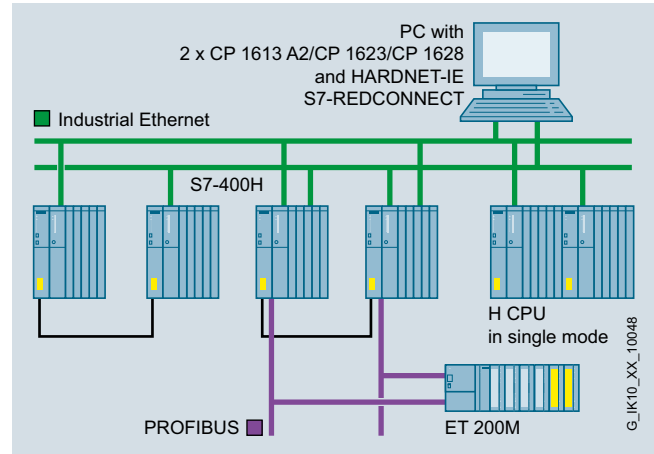 PC with
2 x CP 1613 A2/CP 1623/CP 1628
and HARDNET-IE
S7-REDCONNECT
Industrial Ethernet
S7-400H
H CPU
in single mode
G_IK10_XX_10048
PROFIBUS
ET 200M